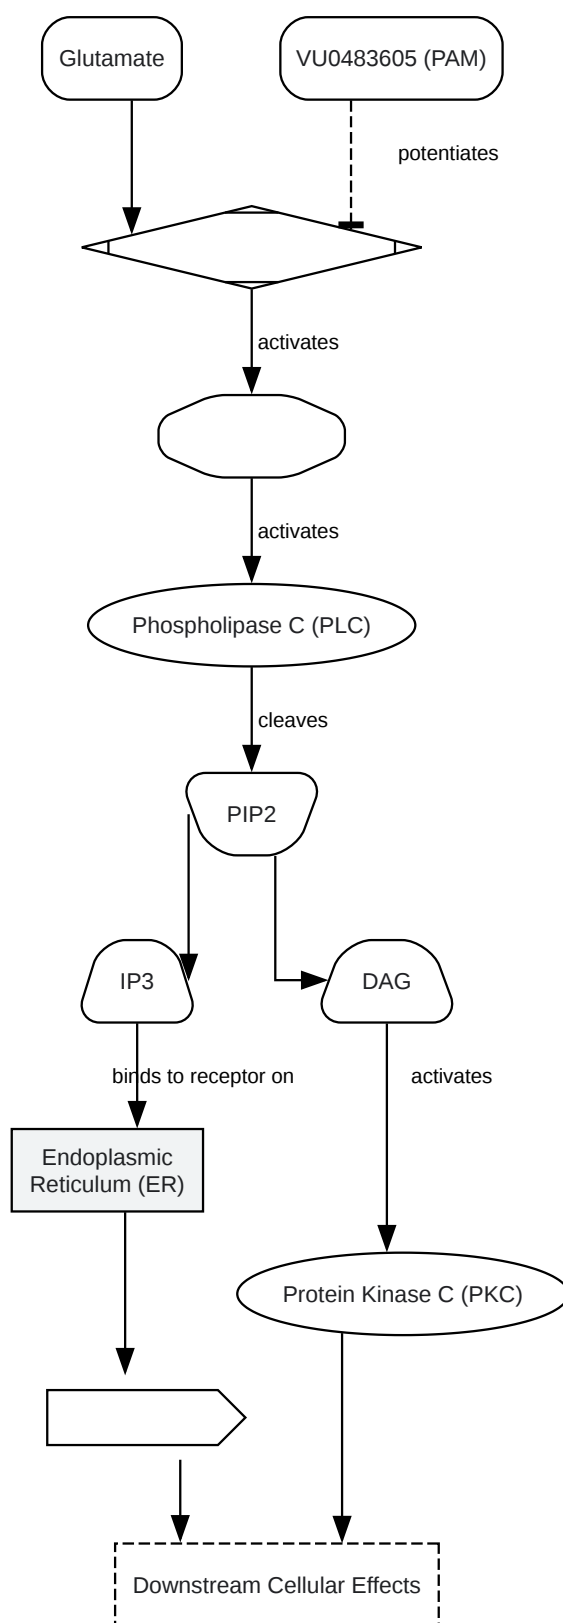 Glutamate
VU0483605 (PAM)
potentiates
activates
activates
Phospholipase C (PLC)
cleaves
PIP2
IP3
DAG
binds to receptor on
activates
Endoplasmic
Reticulum (ER)
Protein Kinase C (PKC)
Downstream Cellular Effects